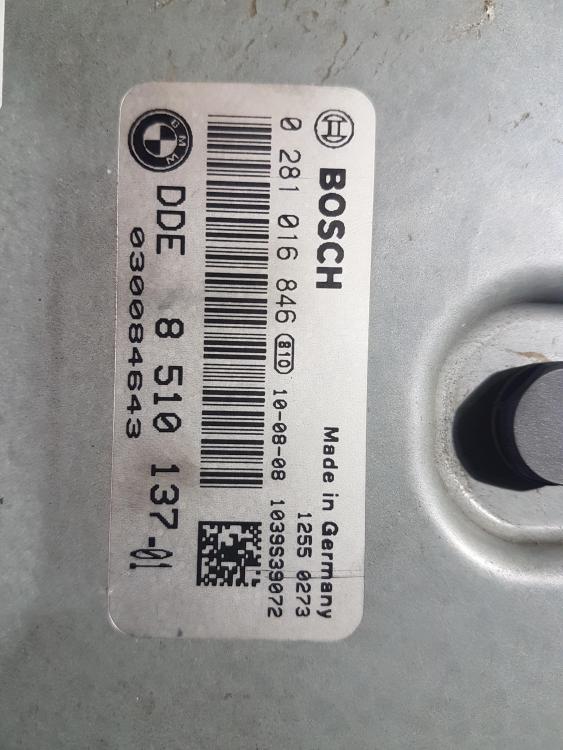 BOSCH
Made in Germany
1255 0273
0 281 016 846 810 10-08-08 1039S39072
BMW
DDE 8 510 137-01
030084643